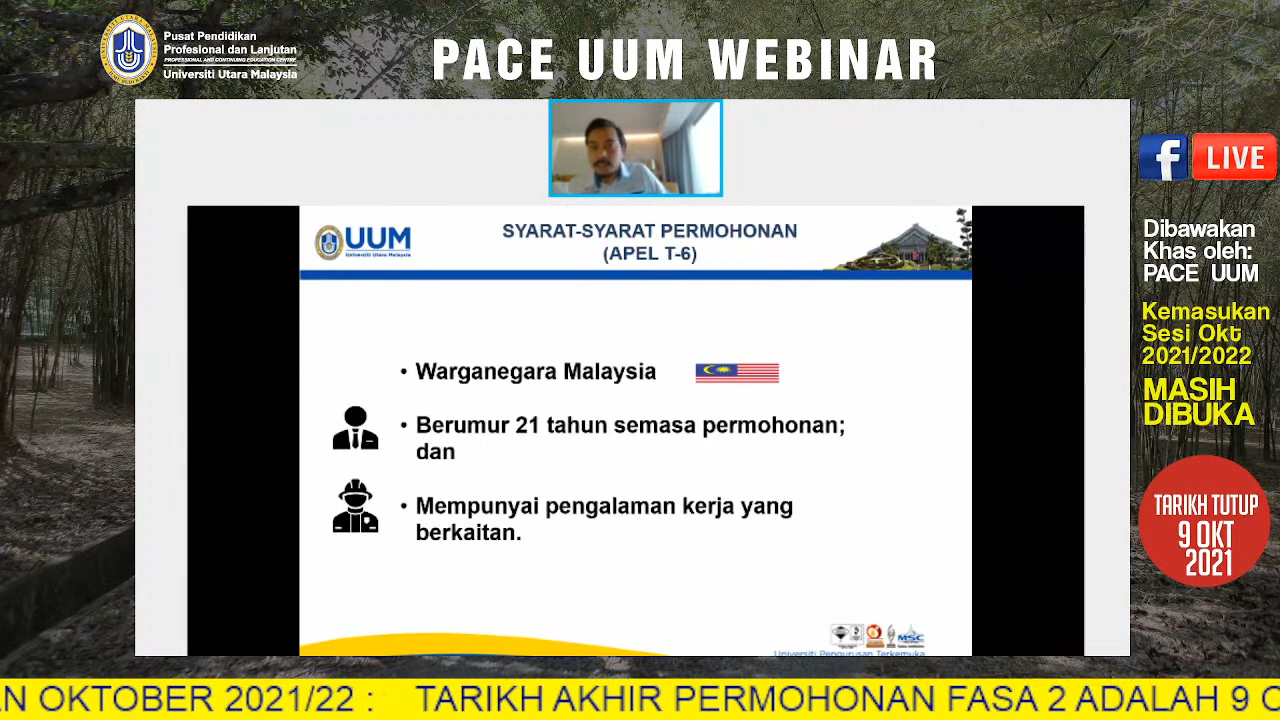 Pusat Pendidikan
Profesional dan Lanjutan
PROFESSIONAL AND CONTINUING EDUCATION CENTRE
Universiti Utara Malaysia
PACE UUM WEBINAR
f LIVE
UUM
Universiti Utara Malaysia
SYARAT-SYARAT PERMOHONAN
(APEL T-6)
• Warganegara Malaysia
• Berumur 21 tahun semasa permohonan;
dan
• Mempunyai pengalaman kerja yang
berkaitan.
MSC
Universiti Pengurusan Terkemuka
Dibawakan
Khas oleh:
PACE UUM
Kemasukan
Sesi Okt
2021/2022
MASIH
DIBUKA
TARIKH TUTUP
9 OKT
2021
AN OKTOBER 2021/22 : TARIKH AKHIR PERMOHONAN FASA 2 ADALAH 9 O